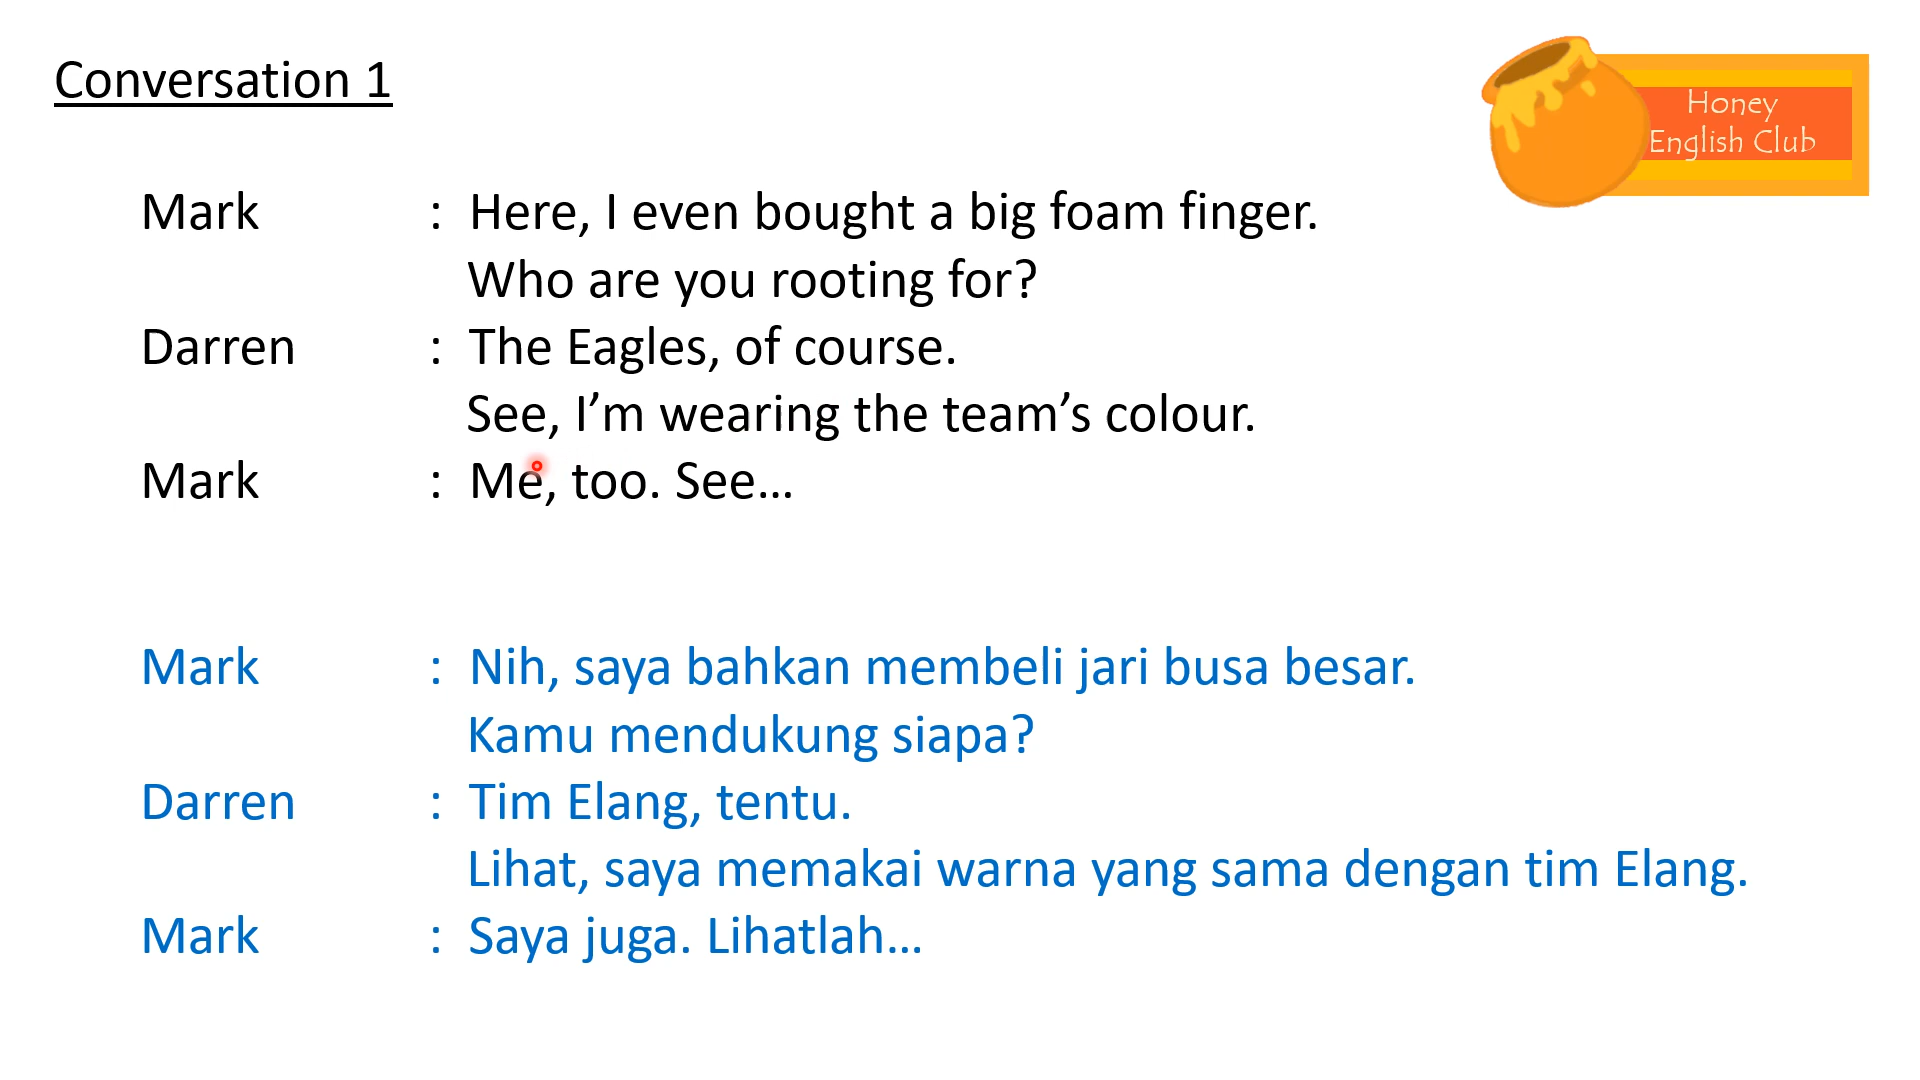 Conversation 1
Honey
English Club
Mark : Here, I even bought a big foam finger.
Who are you rooting for?
Darren : The Eagles, of course.
See, I’m wearing the team’s colour.
Mark : Me, too. See…
Mark : Nih, saya bahkan membeli jari busa besar.
Kamu mendukung siapa?
Darren : Tim Elang, tentu.
Lihat, saya memakai warna yang sama dengan tim Elang.
Mark : Saya juga. Lihatlah…